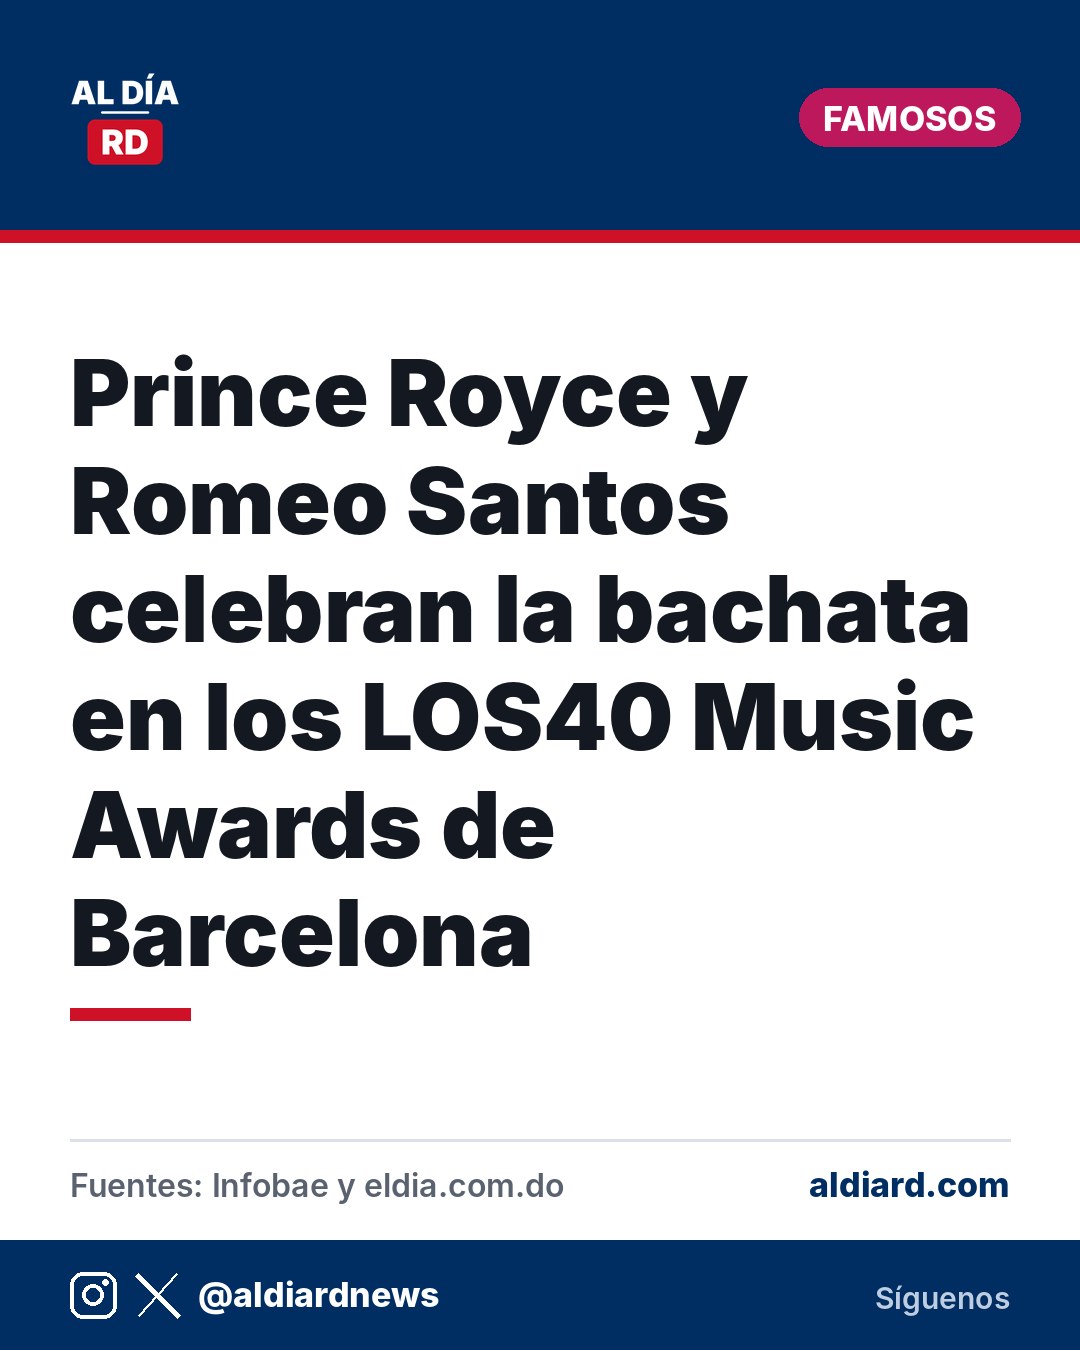 AL DÍA
RD
FAMOSOS
Prince Royce y
Romeo Santos
celebran la bachata
en los LOS40 Music
Awards de
Barcelona
Fuentes: Infobae y eldia.com.do
aldiard.com
@aldiardnews
Síguenos